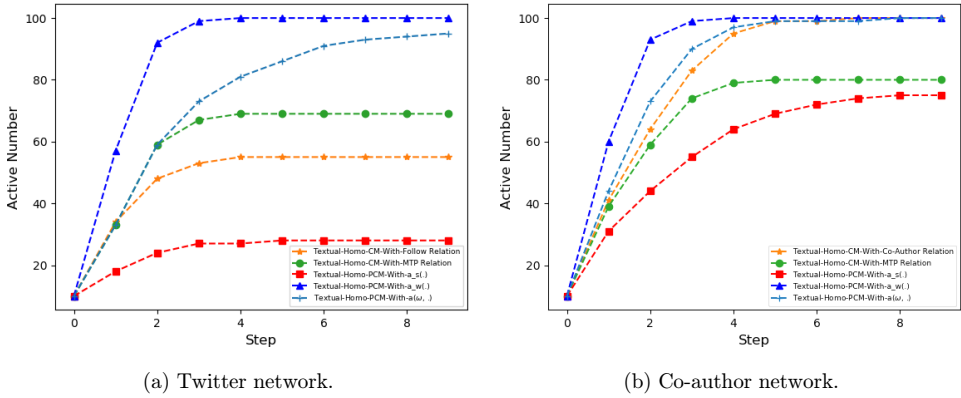 100
80
60
40
20
Active Number
0
2
4
6
8
Step
Textual-Homo-CM-With-Follow Relation
Textual-Homo-CM-With-MTP Relation
Textual-Homo-PCM-With-a_s(.)
Textual-Homo-PCM-With-a_w(.)
Textual-Homo-PCM-With-a(ω, .)
(a) Twitter network.
100
80
60
40
20
Active Number
0
2
4
6
8
Step
Textual-Homo-CM-With-Co-Author Relation
Textual-Homo-CM-With-MTP Relation
Textual-Homo-PCM-With-a_s(.)
Textual-Homo-PCM-With-a_w(.)
Textual-Homo-PCM-With-a(ω, .)
(b) Co-author network.